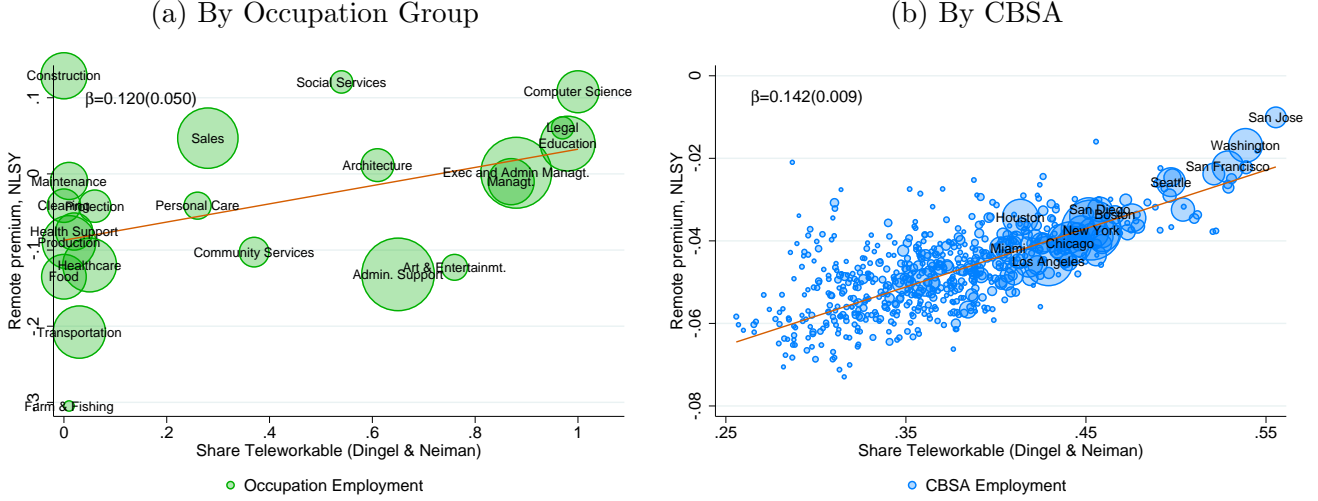 (a) By Occupation Group
Construction
Social Services
Computer Science
β=0.120(0.050)
Sales
Legal
Education
Architecture
Exec and Admin Managt.
Managt.
Maintenance
Cleaning
Protection
Personal Care
Health Support
Production
Community Services
Healthcare
Food
Admin. Support
Art & Entertainmt.
Transportation
Farm & Fishing
Remote premium, NLSY
.1
0
-.1
-.2
-.3
0 .2 .4 .6 .8 1
Share Teleworkable (Dingel & Neiman)
Occupation Employment
(b) By CBSA
β=0.142(0.009)
San Jose
Washington
San Francisco
Seattle
Houston
San Diego
Boston
New York
Miami
Chicago
Los Angeles
Remote premium, NLSY
0
-.02
-.04
-.06
-.08
.25 .35 .45 .55
Share Teleworkable (Dingel & Neiman)
CBSA Employment